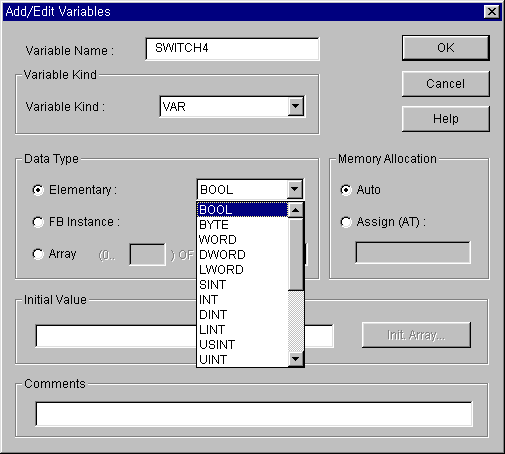 Add/Edit Variables
Variable Name : SWITCH4
OK
Variable Kind
Cancel
Variable Kind : VAR
Help
Data Type
Memory Allocation
Elementary : BOOL
Auto
BOOL
FB Instance :
BYTE
Assign (AT) :
WORD
Array (0.. ) OF
DWORD
LWORD
SINT
Initial Value
INT
DINT
LINT
Init. Array...
USINT
UINT
Comments